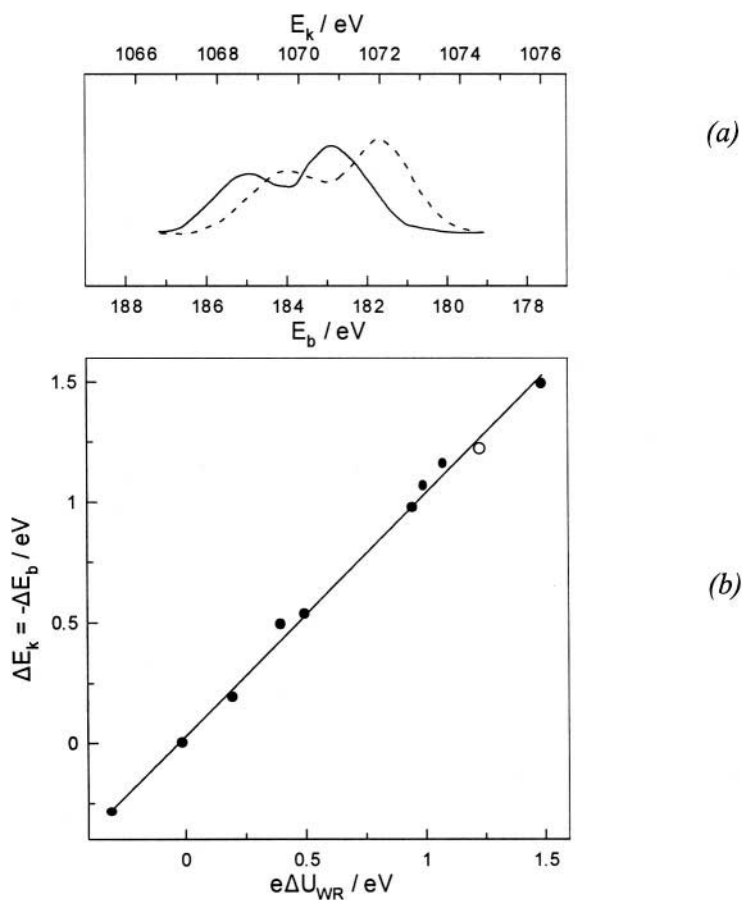 E_k / eV
1066 1068 1070 1072 1074 1076
(a)
188 186 184 182 180 178
E_b / eV
1.5
1
0.5
0
ΔE_k = -ΔE_b / eV
(b)
0 0.5 1 1.5
eΔU_WR / eV